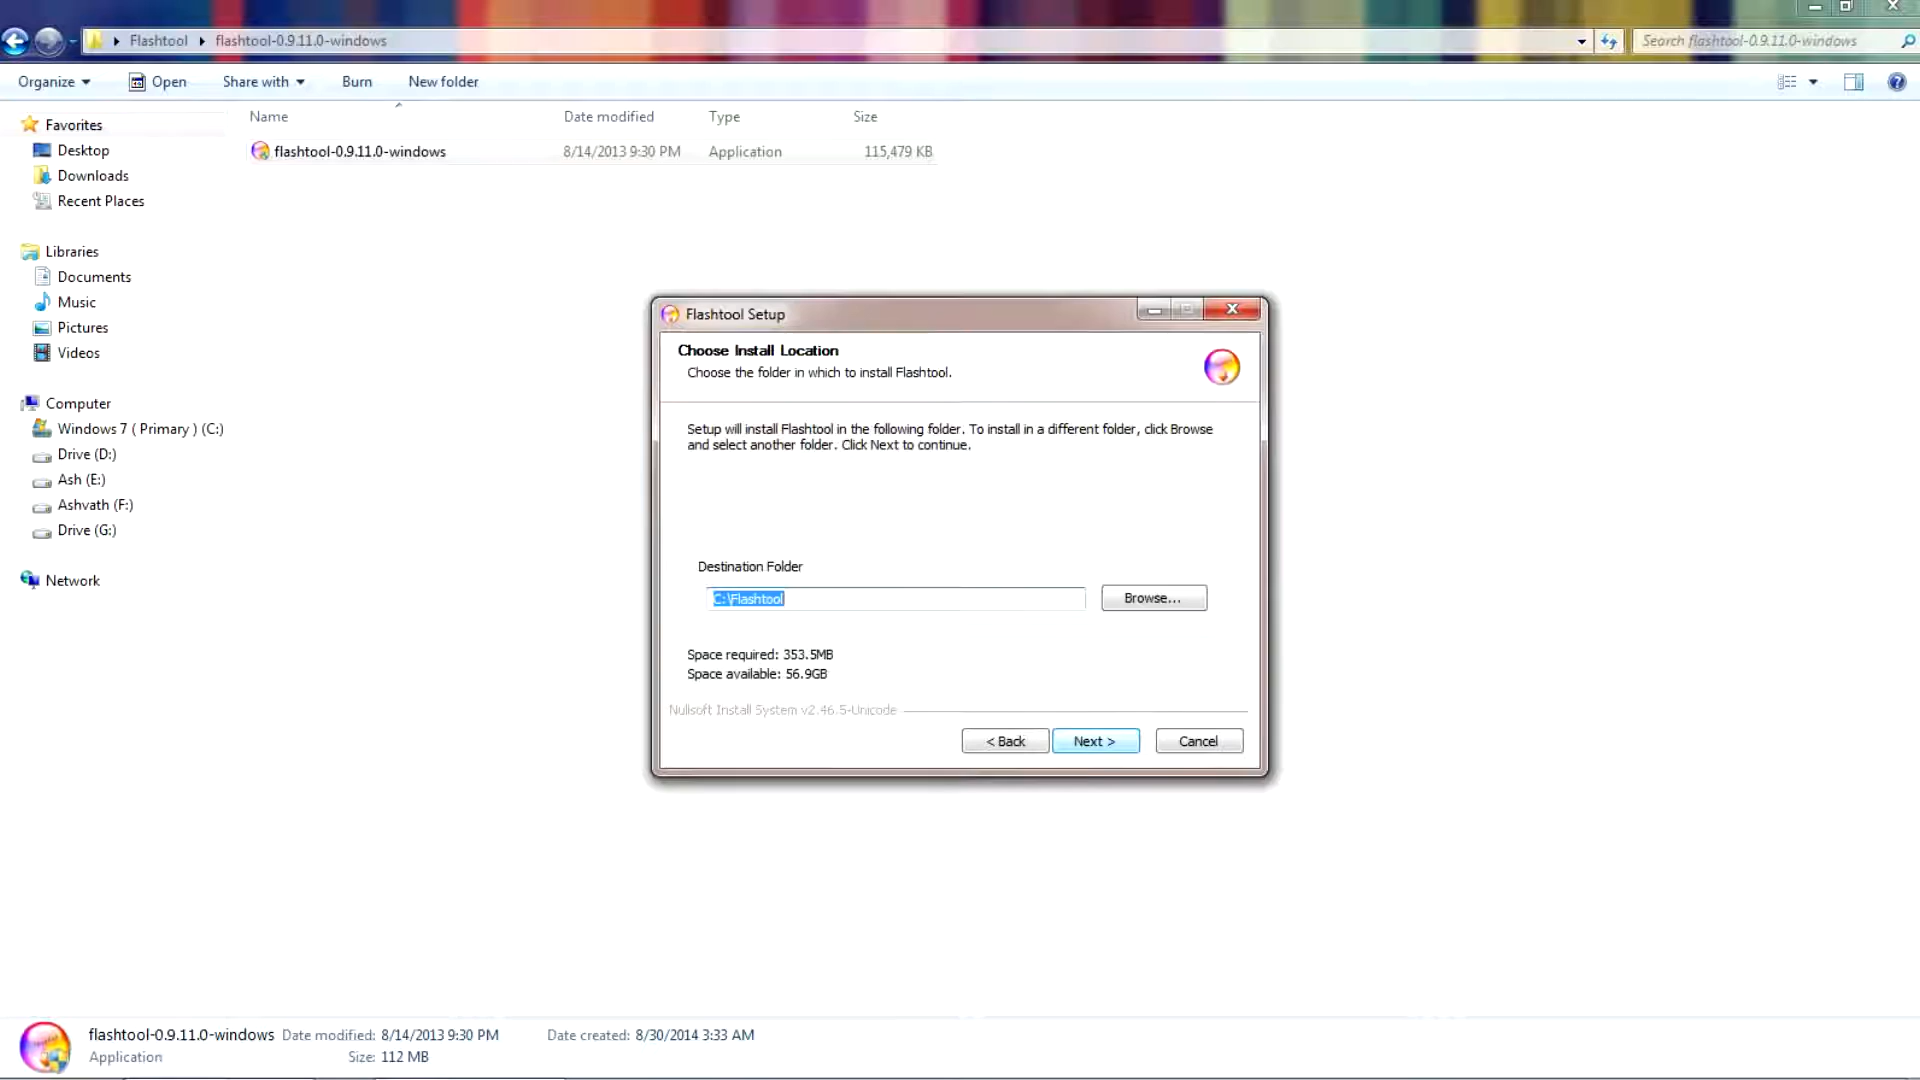 Flashtool flashtool-0.9.11.0-windows Search flashtool-0.9.11.0-windows
Organize Open Share with Burn New folder
Name Date modified Type Size
flashtool-0.9.11.0-windows 8/14/2013 9:30 PM Application 115,479 KB
Favorites
Desktop
Downloads
Recent Places
Libraries
Documents
Music
Pictures
Videos
Computer
Windows 7 ( Primary ) (C:)
Drive (D:)
Ash (E:)
Ashvath (F:)
Drive (G:)
Network
Flashtool Setup
Choose Install Location
Choose the folder in which to install Flashtool.
Setup will install Flashtool in the following folder. To install in a different folder, click Browse
and select another folder. Click Next to continue.
Destination Folder
C:\Flashtool Browse...
Space required: 353.5MB
Space available: 56.9GB
Nullsoft Install System v2.46.5-Unicode
< Back Next > Cancel
flashtool-0.9.11.0-windows Date modified: 8/14/2013 9:30 PM Date created: 8/30/2014 3:33 AM
Application Size: 112 MB